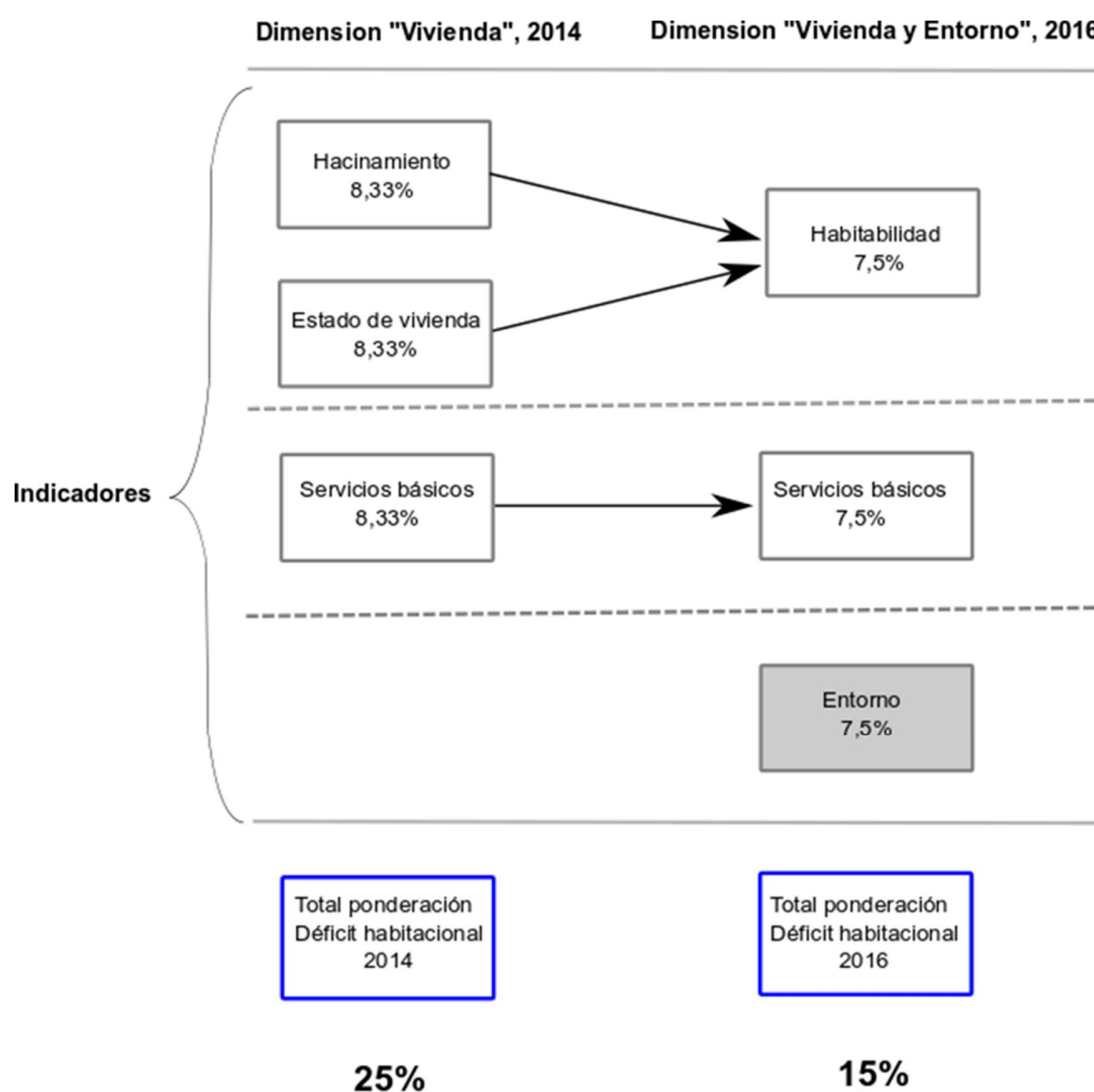 Dimension "Vivienda", 2014
Dimension "Vivienda y Entorno", 2016
Hacinamiento
8,33%
Habitabilidad
7,5%
Estado de vivienda
8,33%
Indicadores
Servicios básicos
8,33%
Servicios básicos
7,5%
Entorno
7,5%
Total ponderación
Déficit habitacional
2014
Total ponderación
Déficit habitacional
2016
25%
15%